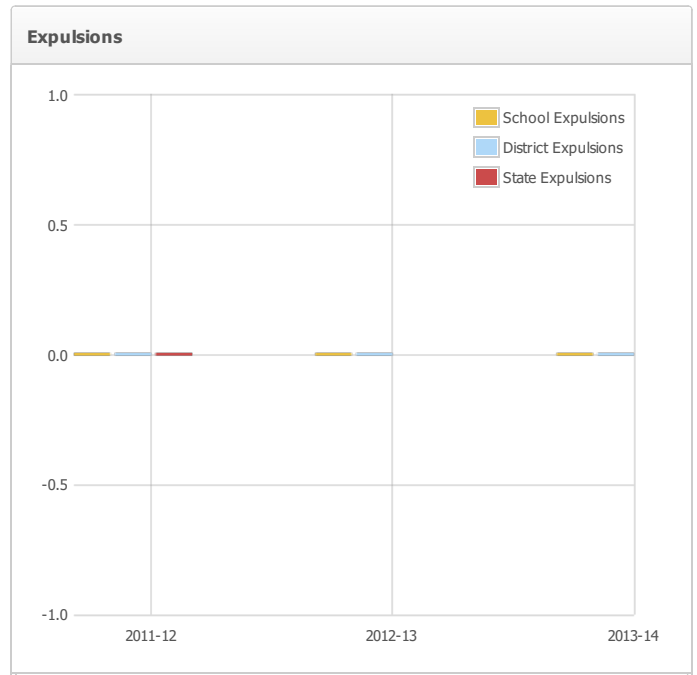 Expulsions
1.0
School Expulsions
District Expulsions
State Expulsions
0.5
0.0
-0.5
-1.0
2011-12 2012-13 2013-14